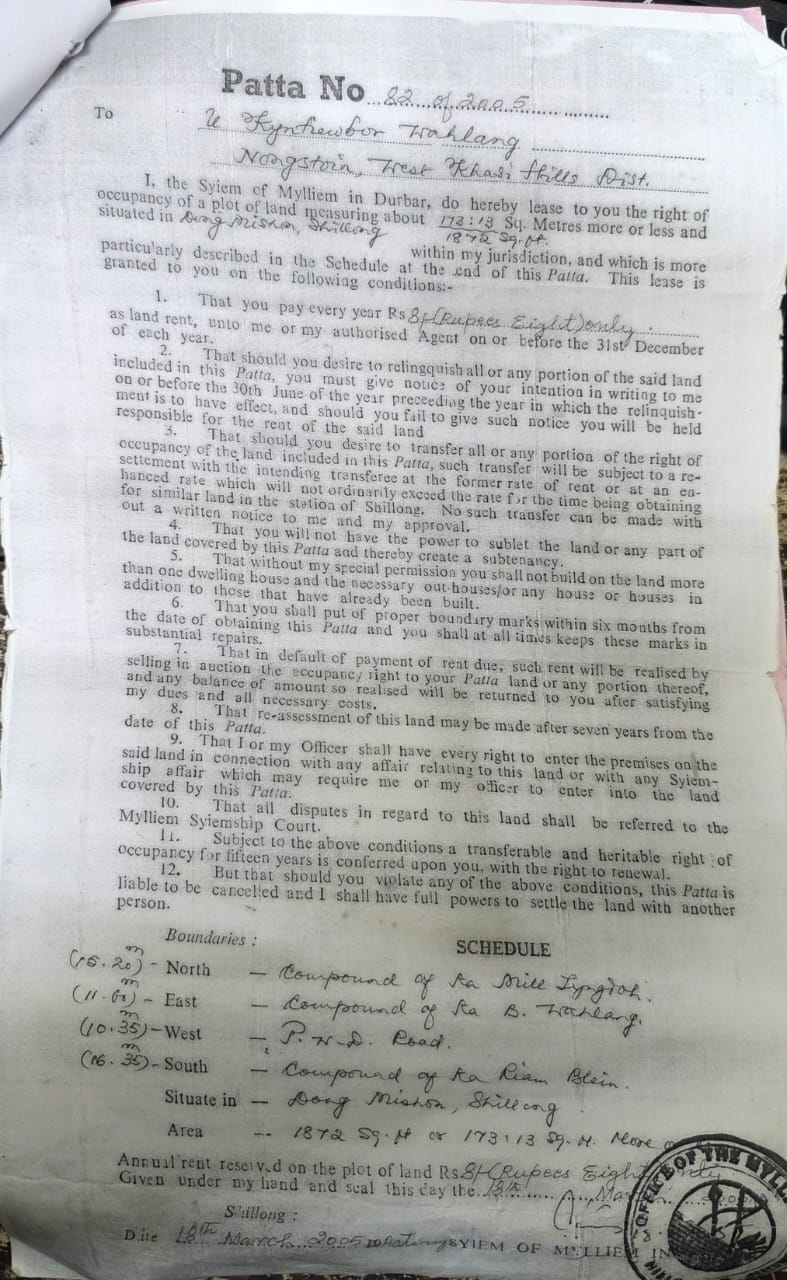 Patta No 82 of 2005
To
U Kyntiewbor Wahlang
Nongstoin, West Khasi Hills Dist.
I, the Syiem of Mylliem in Durbar, do hereby lease to you the right of
occupancy of a plot of land measuring about 173:13 Sq. Metres more or less and
1872 Sq. ft.
situated in Dong Mission, Shillong within my jurisdiction, and which is more
particularly described in the Schedule at the end of this Patta. This lease is
granted to you on the following conditions:-
1. That you pay every year Rs 8/- (Rupees Eight) only
as land rent, unto me or my authorised Agent on or before the 31st December
of each year.
2. That should you desire to relinquish all or any portion of the said land
included in this Patta, you must give notice of your intention in writing to me
on or before the 30th June of the year preceeding the year in which the relinquish-
ment is to have effect, and should you fail to give such notice you will be held
responsible for the rent of the said land
3. That should you desire to transfer all or any portion of the right of
occupancy of the land included in this Patta, such transfer will be subject to a re-
settement with the intending transferee at the former rate of rent or at an en-
hanced rate which will not ordinarily exceed the rate for the time being obtaining
for similar land in the station of Shillong. No such transfer can be made with
out a written notice to me and my approval.
4. That you will not have the power to sublet the land or any part of
the land covered by this Patta and thereby create a subtenancy.
5. That without my special permission you shall not build on the land more
than one dwelling house and the necessary out-houses/or any house or houses in
addition to those that have already been built.
6. That you shall put of proper boundary marks within six months from
the date of obtaining this Patta and you shall at all times keeps these marks in
substantial repairs.
7. That in default of payment of rent due, such rent will be realised by
selling in auction the occupancy right to your Patta land or any portion thereof,
and any balance of amount so realised will be returned to you after satisfying
my dues and all necessary costs.
8. That re-assessment of this land may be made after seven years from the
date of this Patta.
9. That I or my Officer shall have every right to enter the premises on the
said land in connection with any affair relating to this land or with any Syiem-
ship affair which may require me or my officer to enter into the land
covered by this Patta.
10. That all disputes in regard to this land shall be referred to the
Mylliem Syiemship Court.
11. Subject to the above conditions a transferable and heritable right of
occupancy for fifteen years is conferred upon you, with the right to renewal.
12. But that should you violate any of the above conditions, this Patta is
liable to be cancelled and I shall have full powers to settle the land with another
person.
Boundaries : SCHEDULE
(15.20)m - North — Compound of Ka Mill Lyngdoh.
(11.60)m - East — Compound of Ka B. Wahlang.
(10.35)m - West — P.W.D. Road.
(16.35)m - South — Compound of Ka Riam Blein.
Situate in — Dong Mission, Shillong
Area -- 1872 Sq. ft or 173:13 Sq. M. More
Annual rent reserved on the plot of land Rs 8/- (Rupees Eight) only
Given under my hand and seal this day the 18th March
Shillong :
Date 18th March 2005 Acting SYIEM OF MYLLIEM IN
OFFICE OF THE MYLL